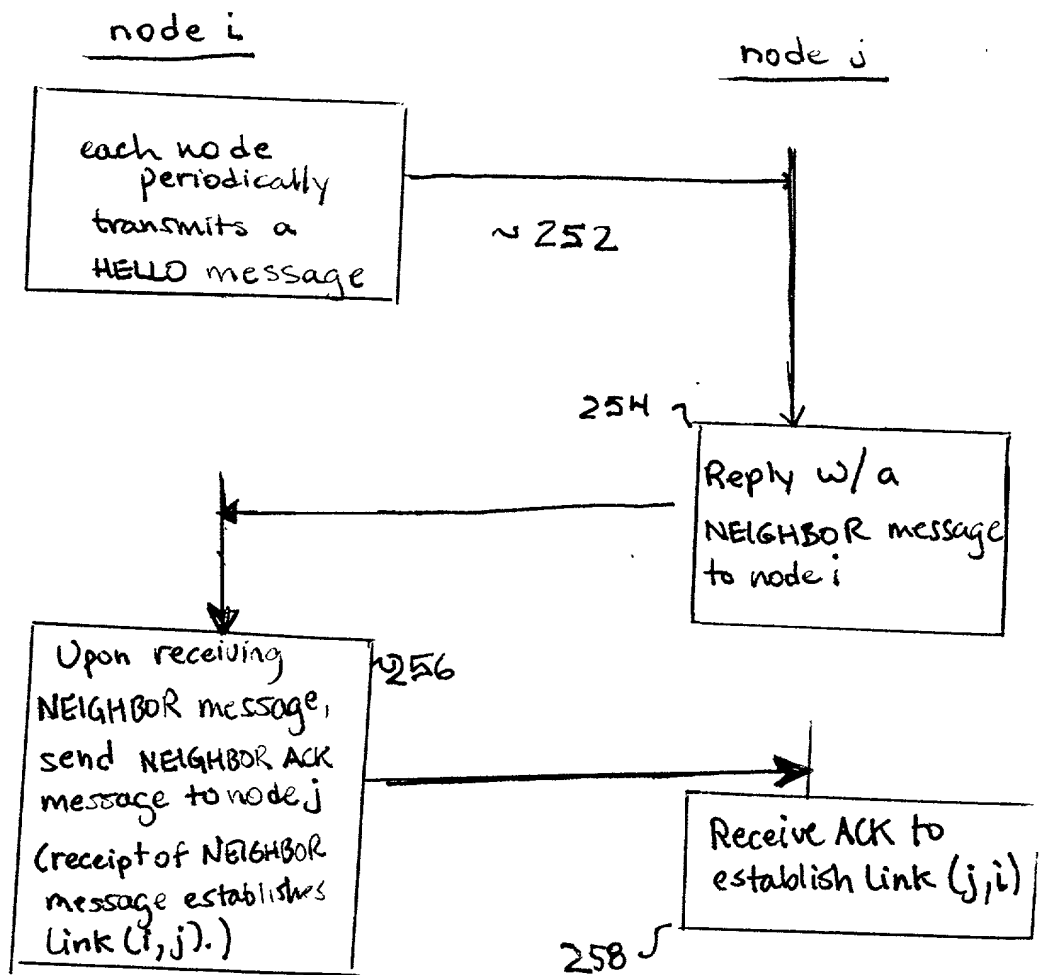 node i
node j
each node
periodically
transmits a
HELLO message
~ 252
254
Reply w/a
NEIGHBOR message
to node i
Upon receiving
NEIGHBOR message,
send NEIGHBOR ACK
message to node j
(receipt of NEIGHBOR
message establishes
Link (i,j).)
~256
Receive ACK to
establish Link (j,i)
258